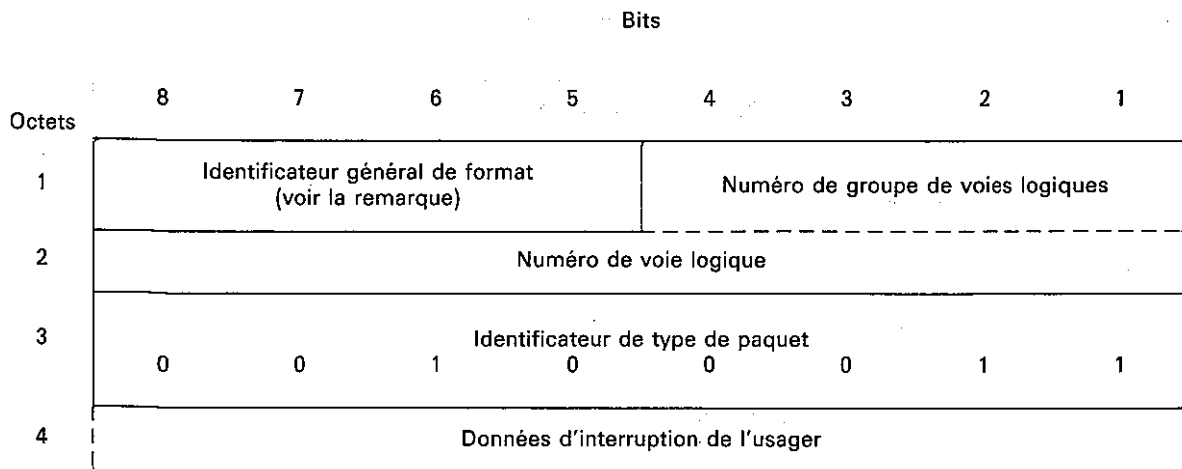 Bits
8 7 6 5 4 3 2 1
Octets
1 Identificateur général de format Numéro de groupe de voies logiques
(voir la remarque)
2 Numéro de voie logique
3 Identificateur de type de paquet
0 0 1 0 0 0 1 1
4 Données d'interruption de l'usager